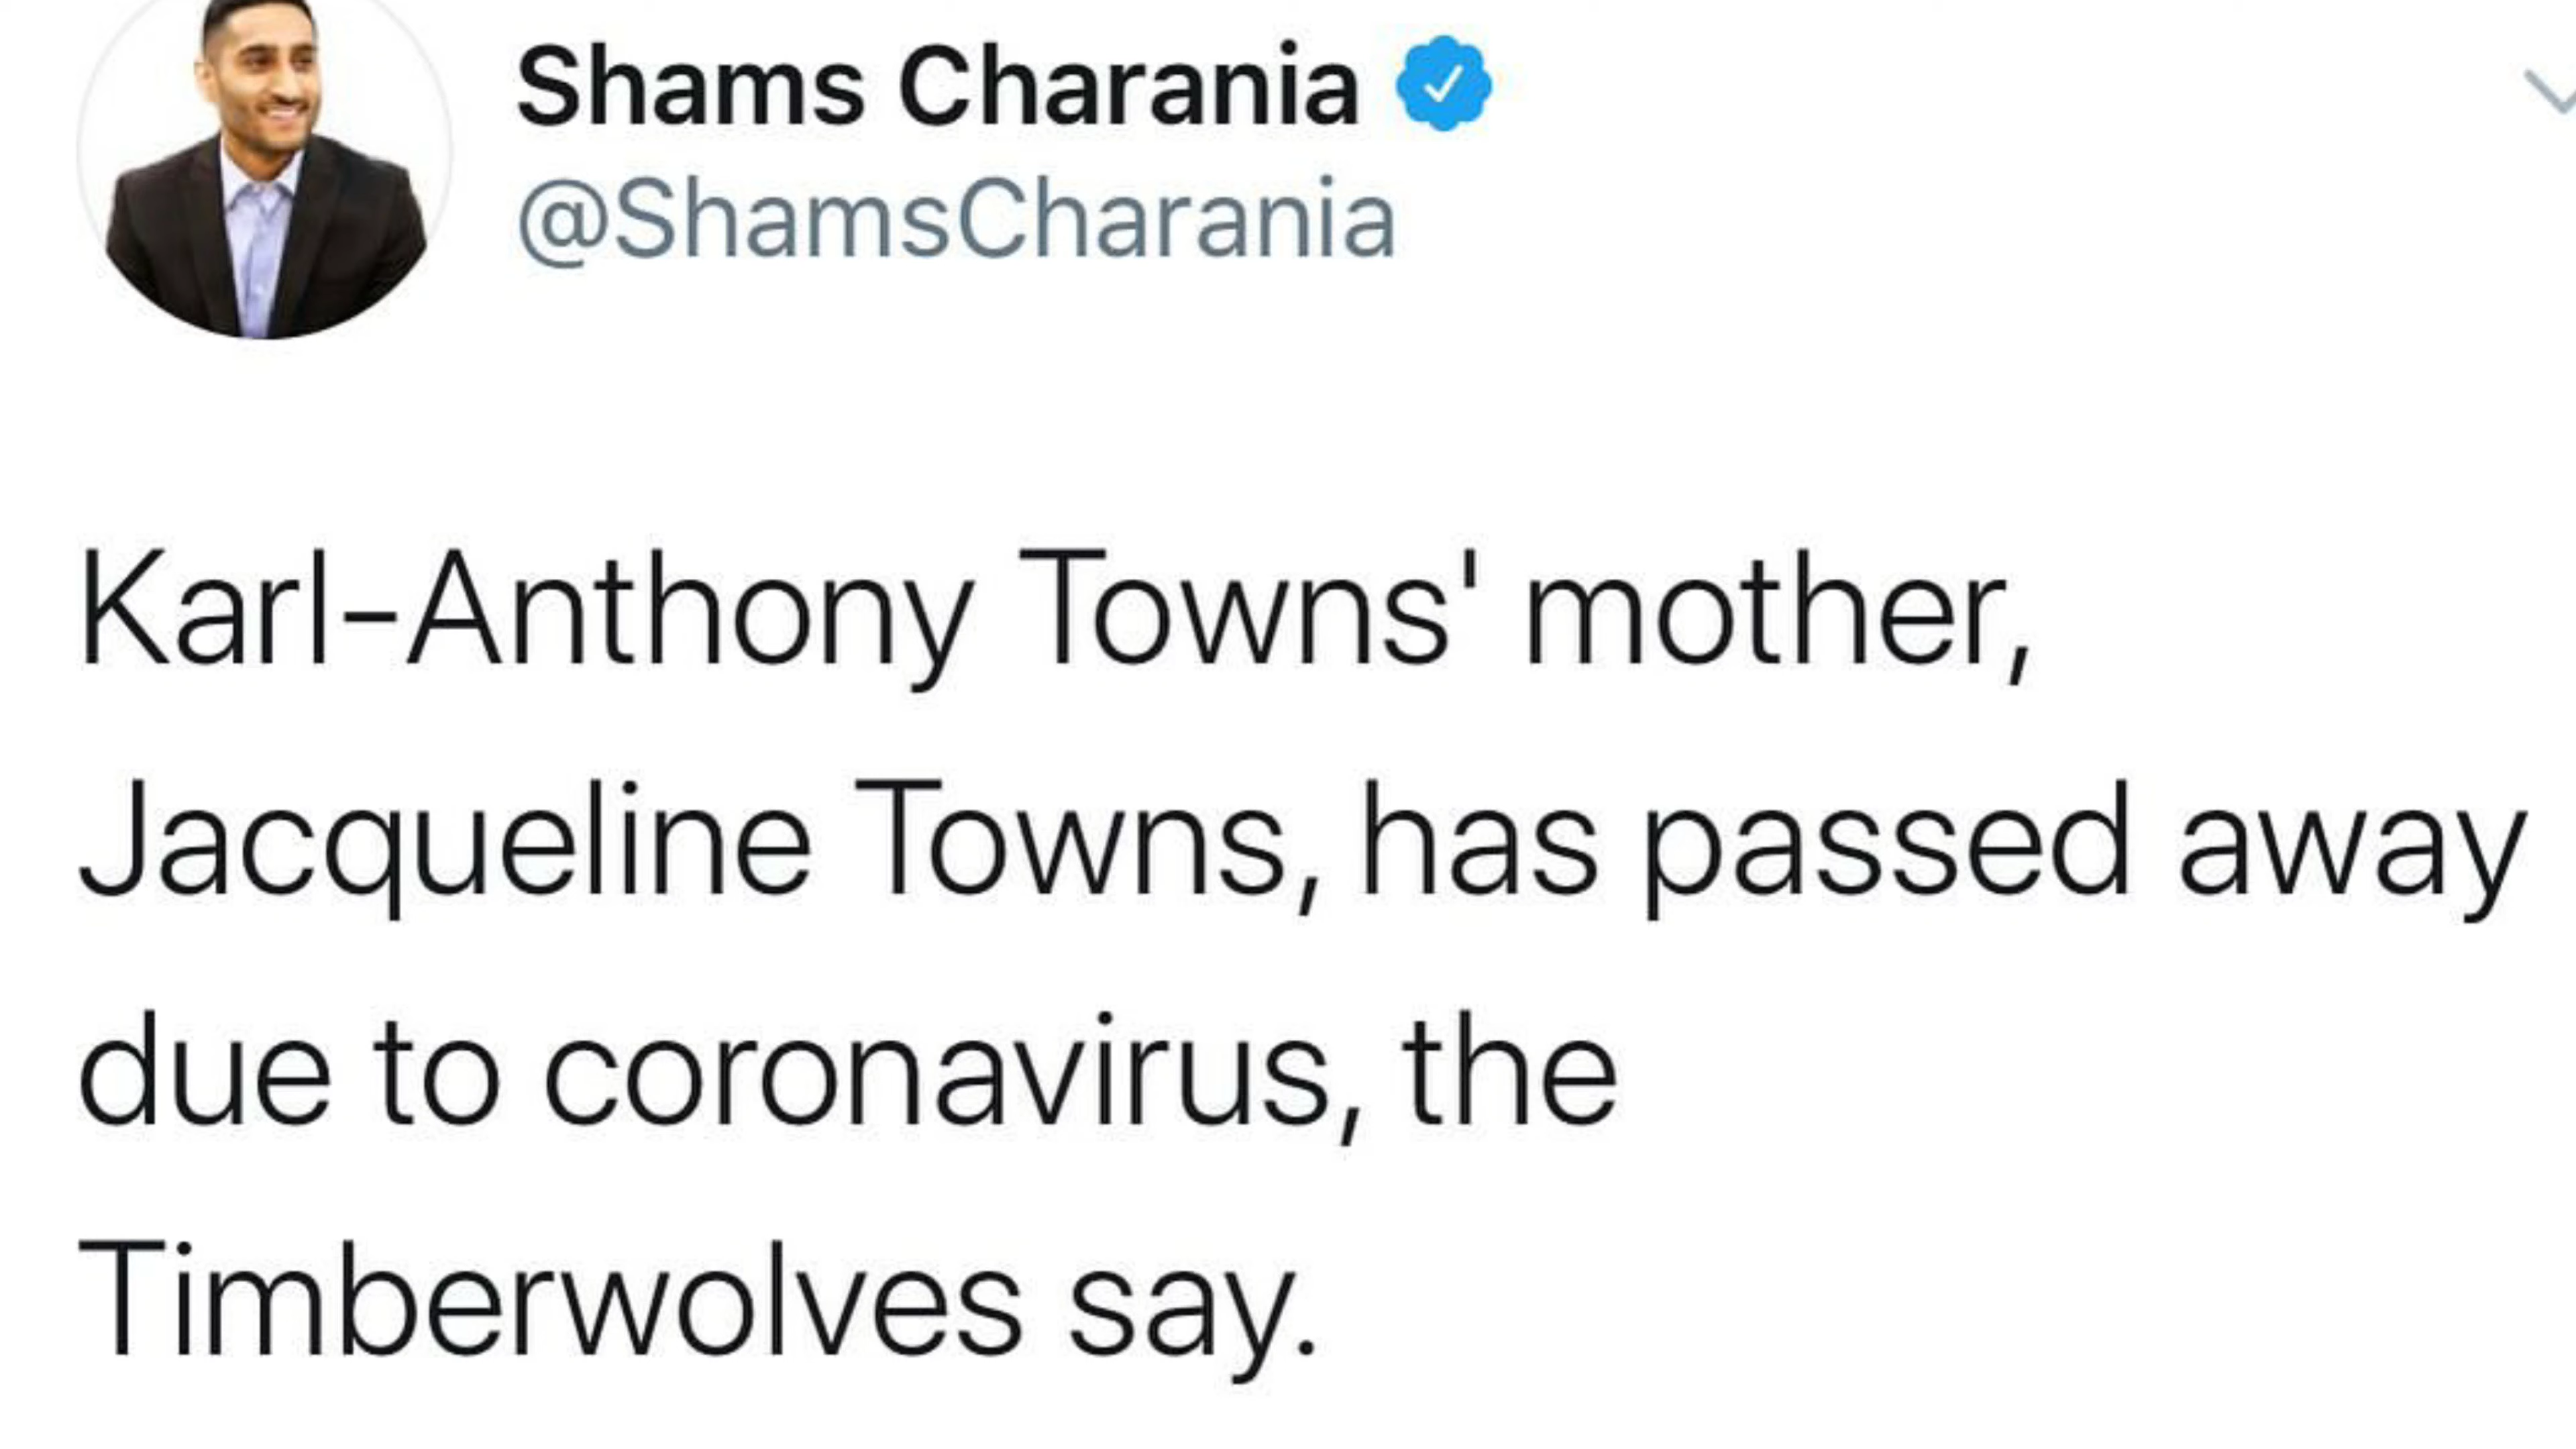 Shams Charania
@ShamsCharania
Karl-Anthony Towns' mother,
Jacqueline Towns, has passed away
due to coronavirus, the
Timberwolves say.